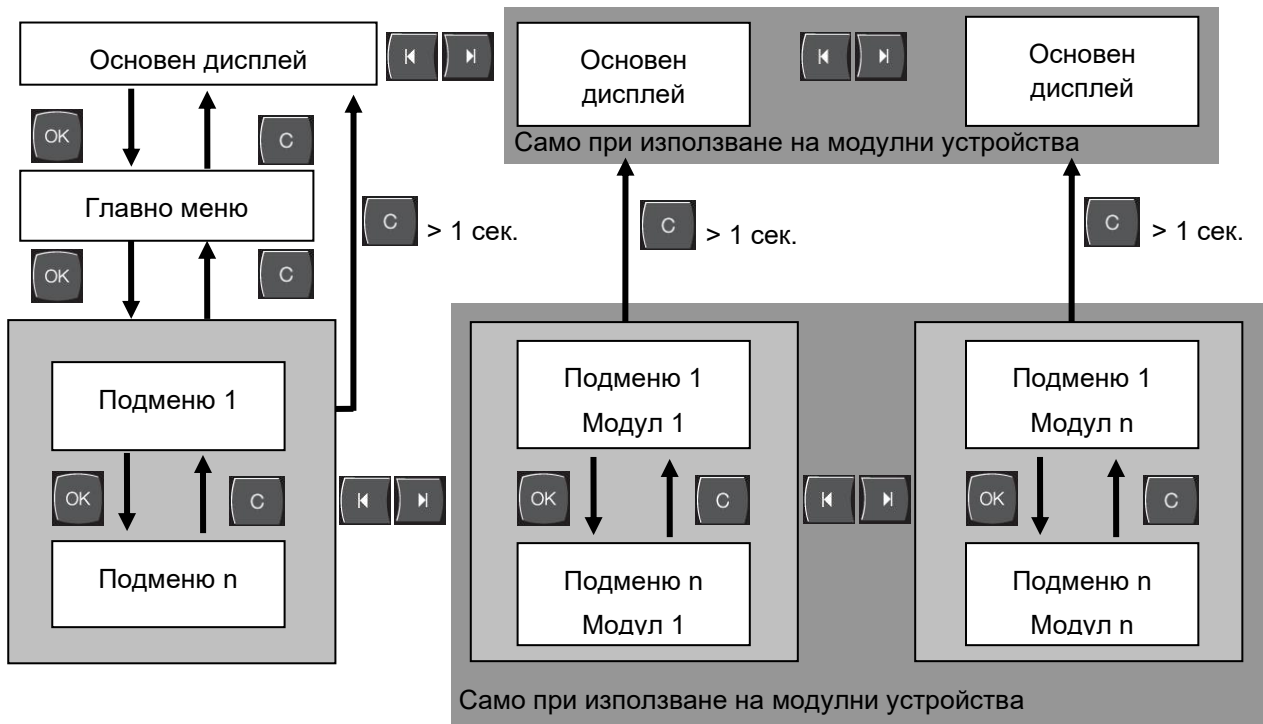 Основен дисплей
Основен
дисплей
Основен
дисплей
Само при използване на модулни устройства
OK
C
Главно меню
C
> 1 сек.
C
> 1 сек.
C
> 1 сек.
OK
C
Подменю 1
OK
C
Подменю n
Подменю 1
Модул 1
OK
C
Подменю n
Модул 1
Подменю 1
Модул n
OK
C
Подменю n
Модул n
Само при използване на модулни устройства